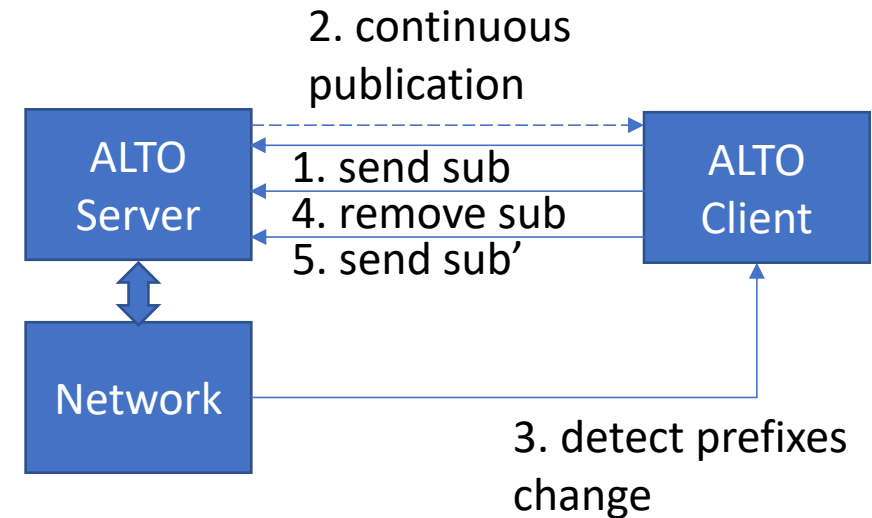 2. continuous
publication
ALTO
Server
1. send sub
4. remove sub
5. send sub’
ALTO
Client
Network
3. detect prefixes
change